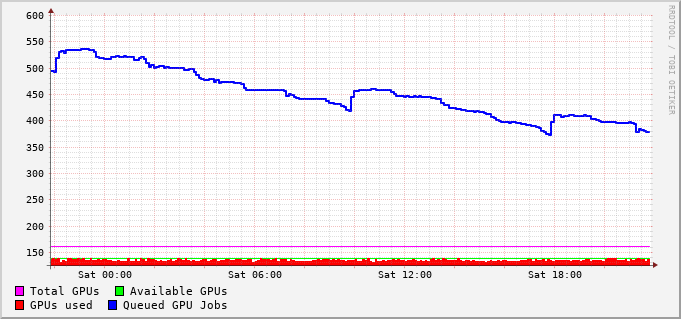 600
550
500
450
400
350
300
250
200
150
Sat 00:00 Sat 06:00 Sat 12:00 Sat 18:00
Total GPUs Available GPUs
GPUs used Queued GPU Jobs
RRDTOOL / TOBI OETIKER